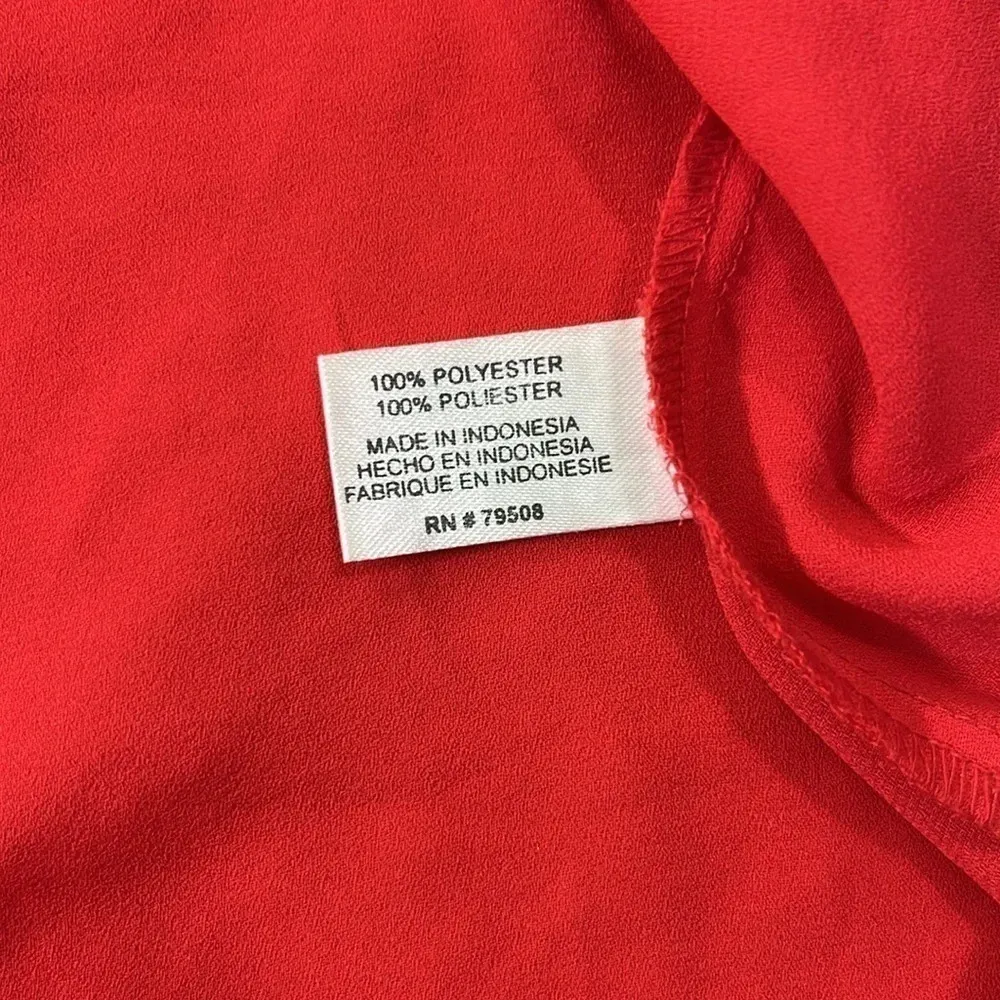 100% POLYESTER
100% POLIESTER
MADE IN INDONESIA
HECHO EN INDONESIA
FABRIQUE EN INDONESIE
RN # 79508